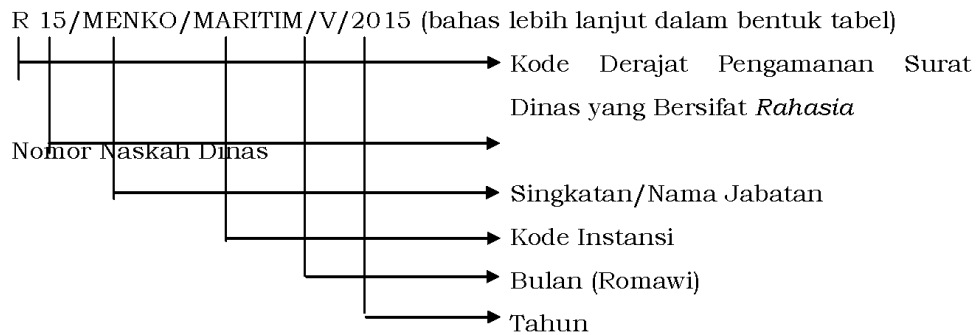 R 15/MENKO/MARITIM/V/2015 (bahas lebih lanjut dalam bentuk tabel)
Kode Derajat Pengamanan Surat
Dinas yang Bersifat Rahasia
Nomor Naskah Dinas
Singkatan/Nama Jabatan
Kode Instansi
Bulan (Romawi)
Tahun